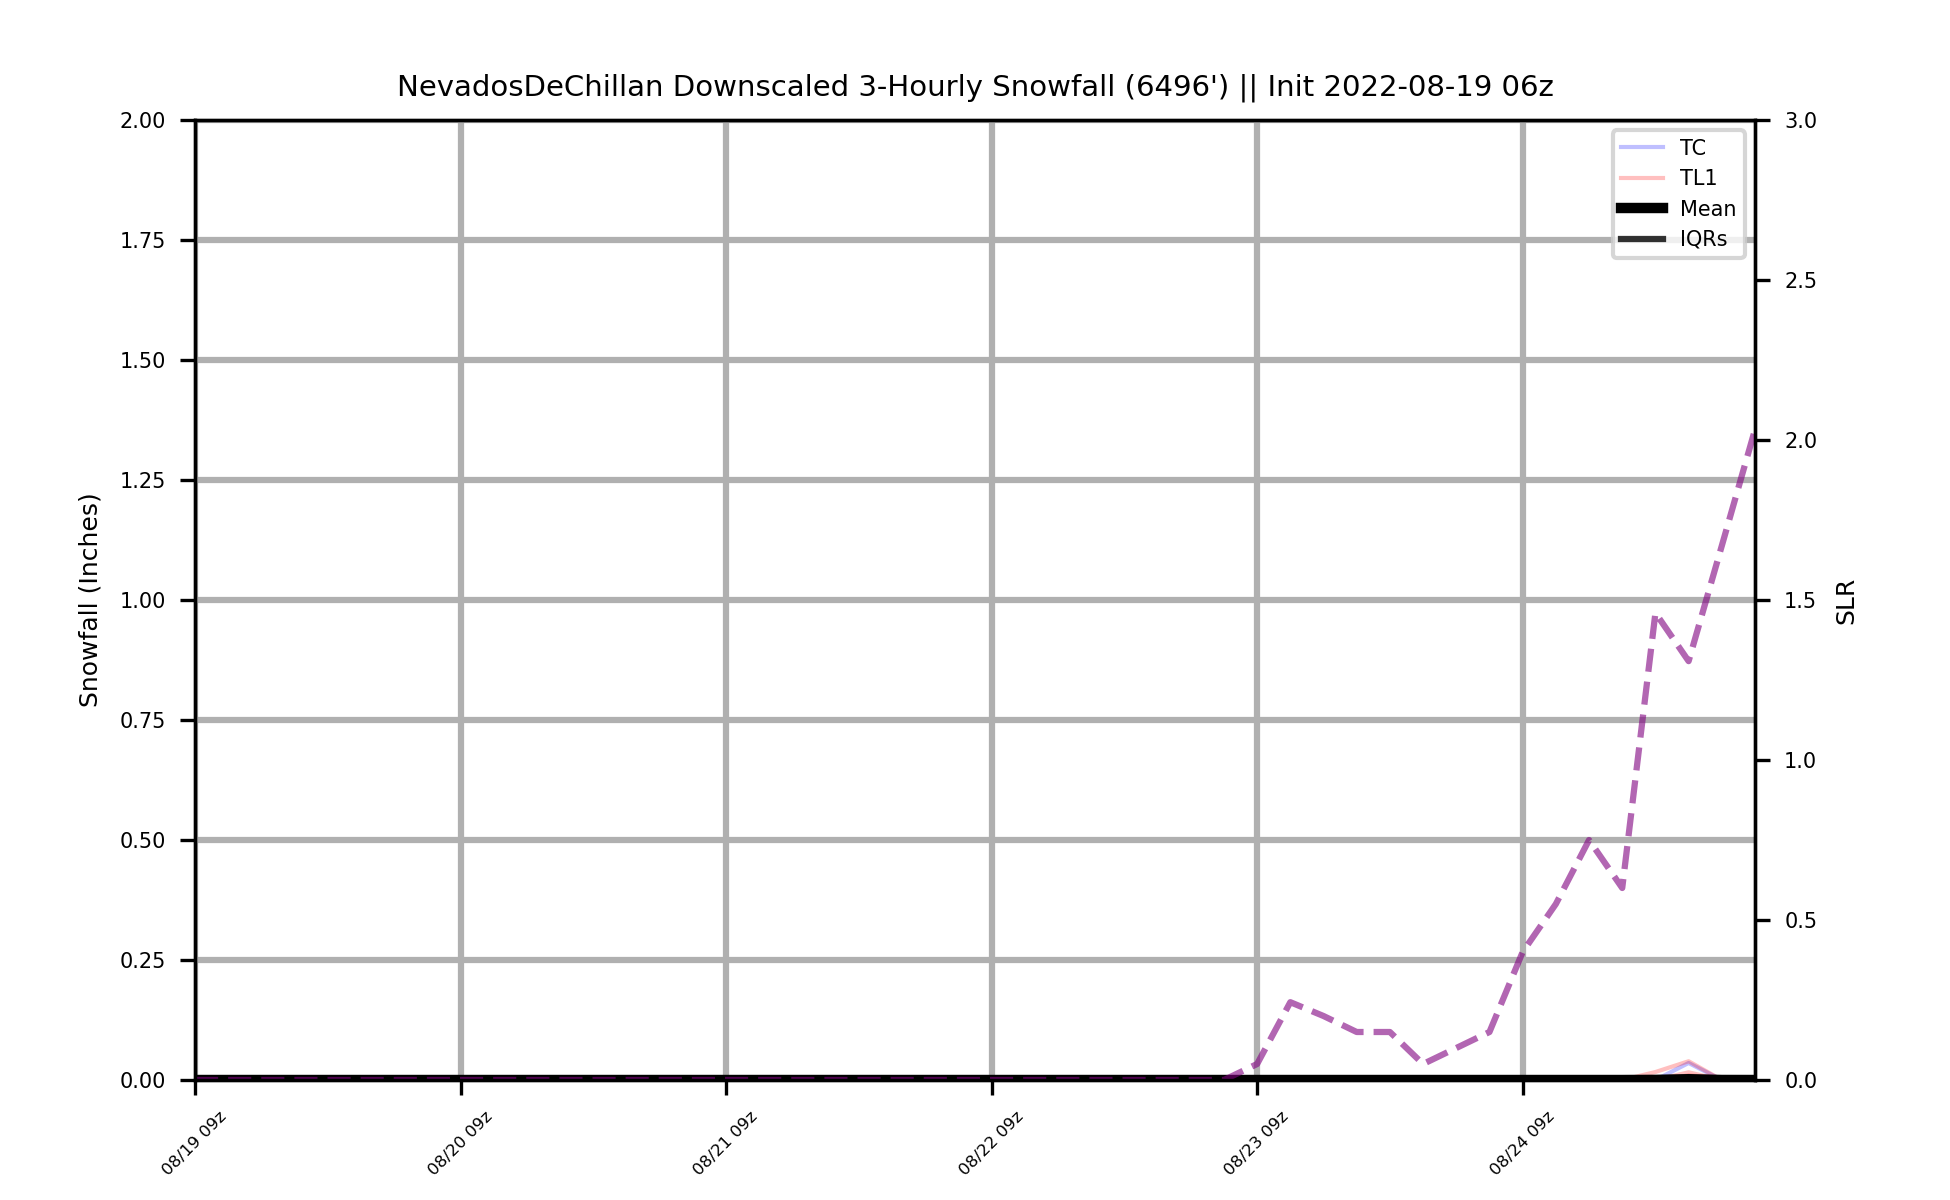 NevadosDeChillan Downscaled 3-Hourly Snowfall (6496') || Init 2022-08-19 06z
2.00
1.75
1.50
1.25
1.00
0.75
0.50
0.25
0.00
Snowfall (Inches)
TC
TL1
Mean
IQRs
3.0
2.5
2.0
1.5
1.0
0.5
0.0
SLR
08/19 09z
08/20 09z
08/21 09z
08/22 09z
08/23 09z
08/24 09z